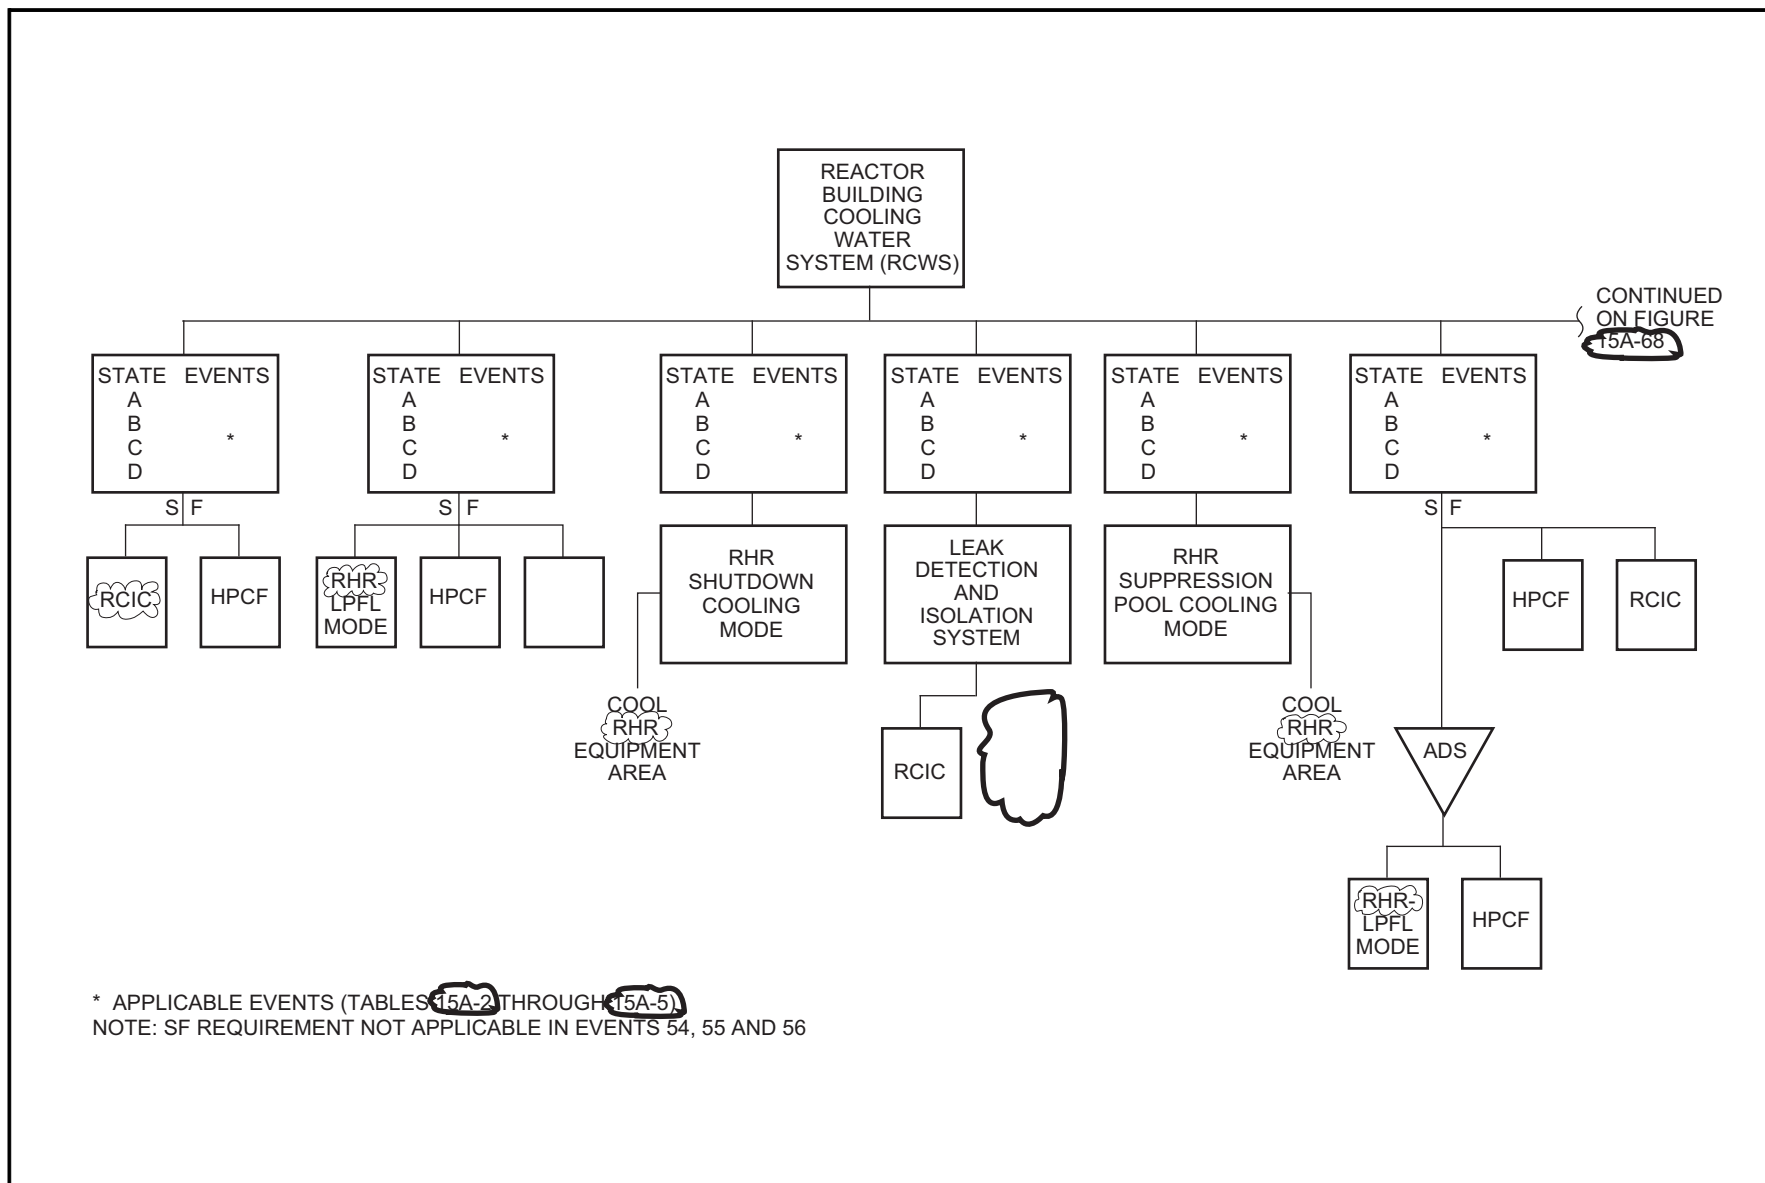 REACTOR
BUILDING
COOLING
WATER
SYSTEM (RCWS)
CONTINUED
ON FIGURE
15A-68
STATE EVENTS
A
B
C
D
*
S F
RCIC
HPCF
STATE EVENTS
A
B
C
D
*
S F
RHR
LPFL
MODE
HPCF
STATE EVENTS
A
B
C
D
*
RHR
SHUTDOWN
COOLING
MODE
COOL
RHR
EQUIPMENT
AREA
STATE EVENTS
A
B
C
D
*
LEAK
DETECTION
AND
ISOLATION
SYSTEM
RCIC
STATE EVENTS
A
B
C
D
*
RHR
SUPPRESSION
POOL COOLING
MODE
COOL
RHR
EQUIPMENT
AREA
STATE EVENTS
A
B
C
D
*
S F
HPCF
RCIC
ADS
RHR-
LPFL
MODE
HPCF
* APPLICABLE EVENTS (TABLES 15A-2 THROUGH 15A-5)
NOTE: SF REQUIREMENT NOT APPLICABLE IN EVENTS 54, 55 AND 56